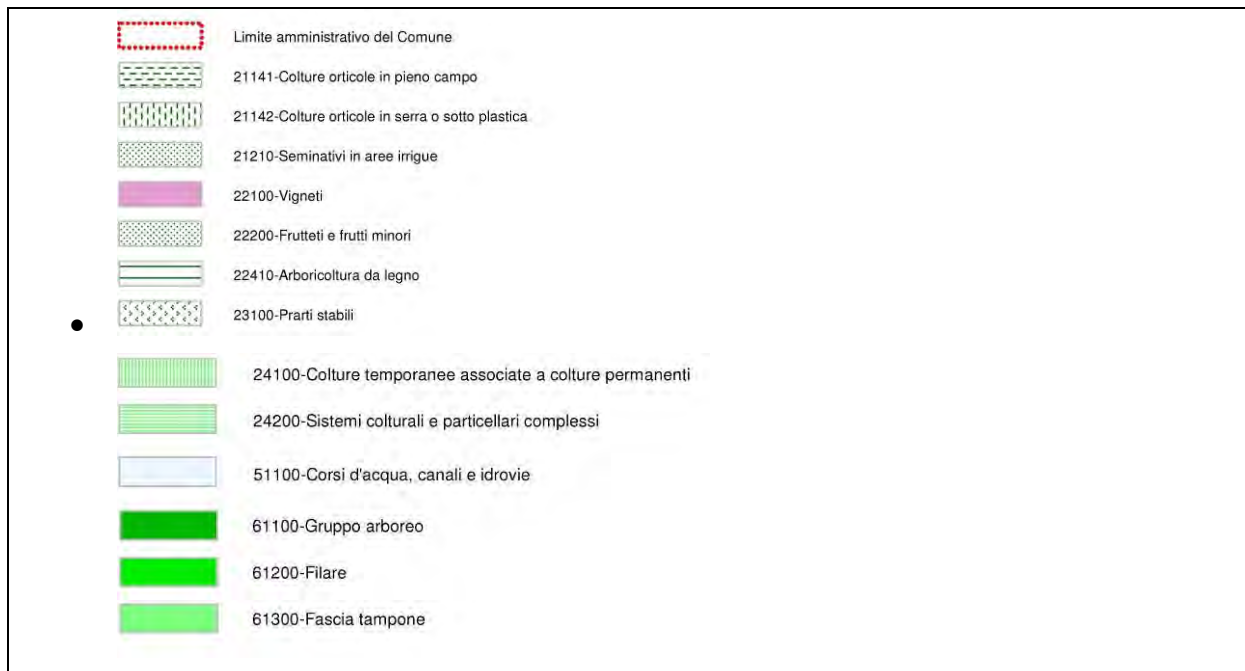 Limite amministrativo del Comune
21141-Colture orticole in pieno campo
21142-Colture orticole in serra o sotto plastica
21210-Seminativi in aree irrigue
22100-Vigneti
22200-Frutteti e frutti minori
22410-Arboricoltura da legno
23100-Prarti stabili
24100-Colture temporanee associate a colture permanenti
24200-Sistemi colturali e particellari complessi
51100-Corsi d'acqua, canali e idrovie
61100-Gruppo arboreo
61200-Filare
61300-Fascia tampone